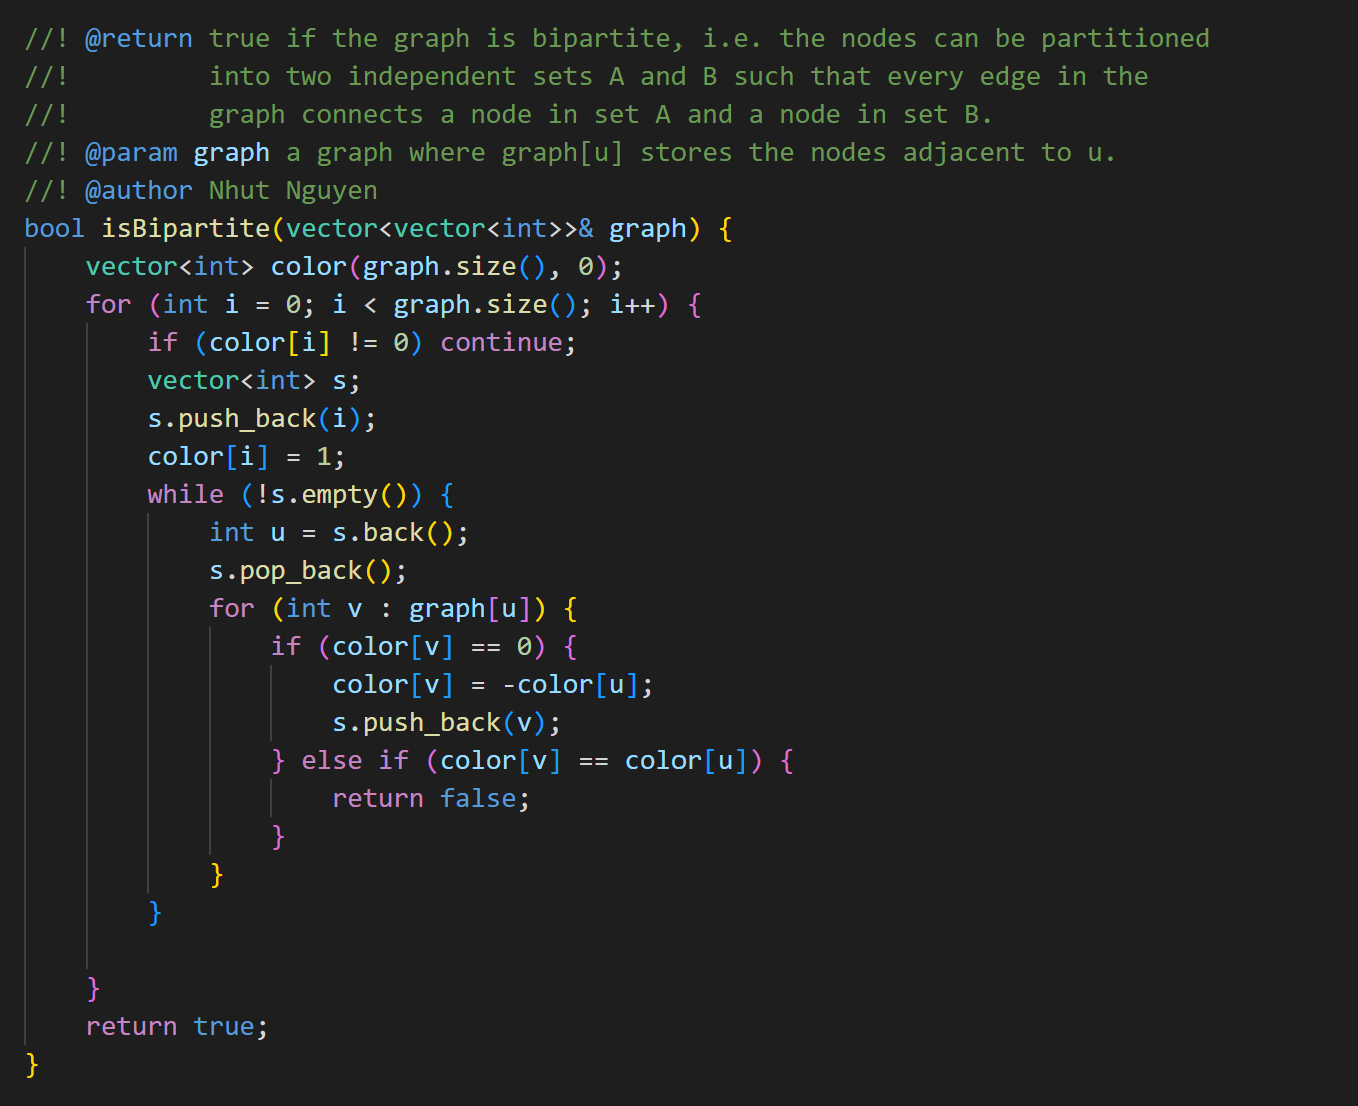 //! @return true if the graph is bipartite, i.e. the nodes can be partitioned
//!         into two independent sets A and B such that every edge in the
//!         graph connects a node in set A and a node in set B.
//! @param graph a graph where graph[u] stores the nodes adjacent to u.
//! @author Nhut Nguyen
bool isBipartite(vector<vector<int>>& graph) {
    vector<int> color(graph.size(), 0);
    for (int i = 0; i < graph.size(); i++) {
        if (color[i] != 0) continue;
        vector<int> s;
        s.push_back(i);
        color[i] = 1;
        while (!s.empty()) {
            int u = s.back();
            s.pop_back();
            for (int v : graph[u]) {
                if (color[v] == 0) {
                    color[v] = -color[u];
                    s.push_back(v);
                } else if (color[v] == color[u]) {
                    return false;
                }
            }
        }

    }
    return true;
}